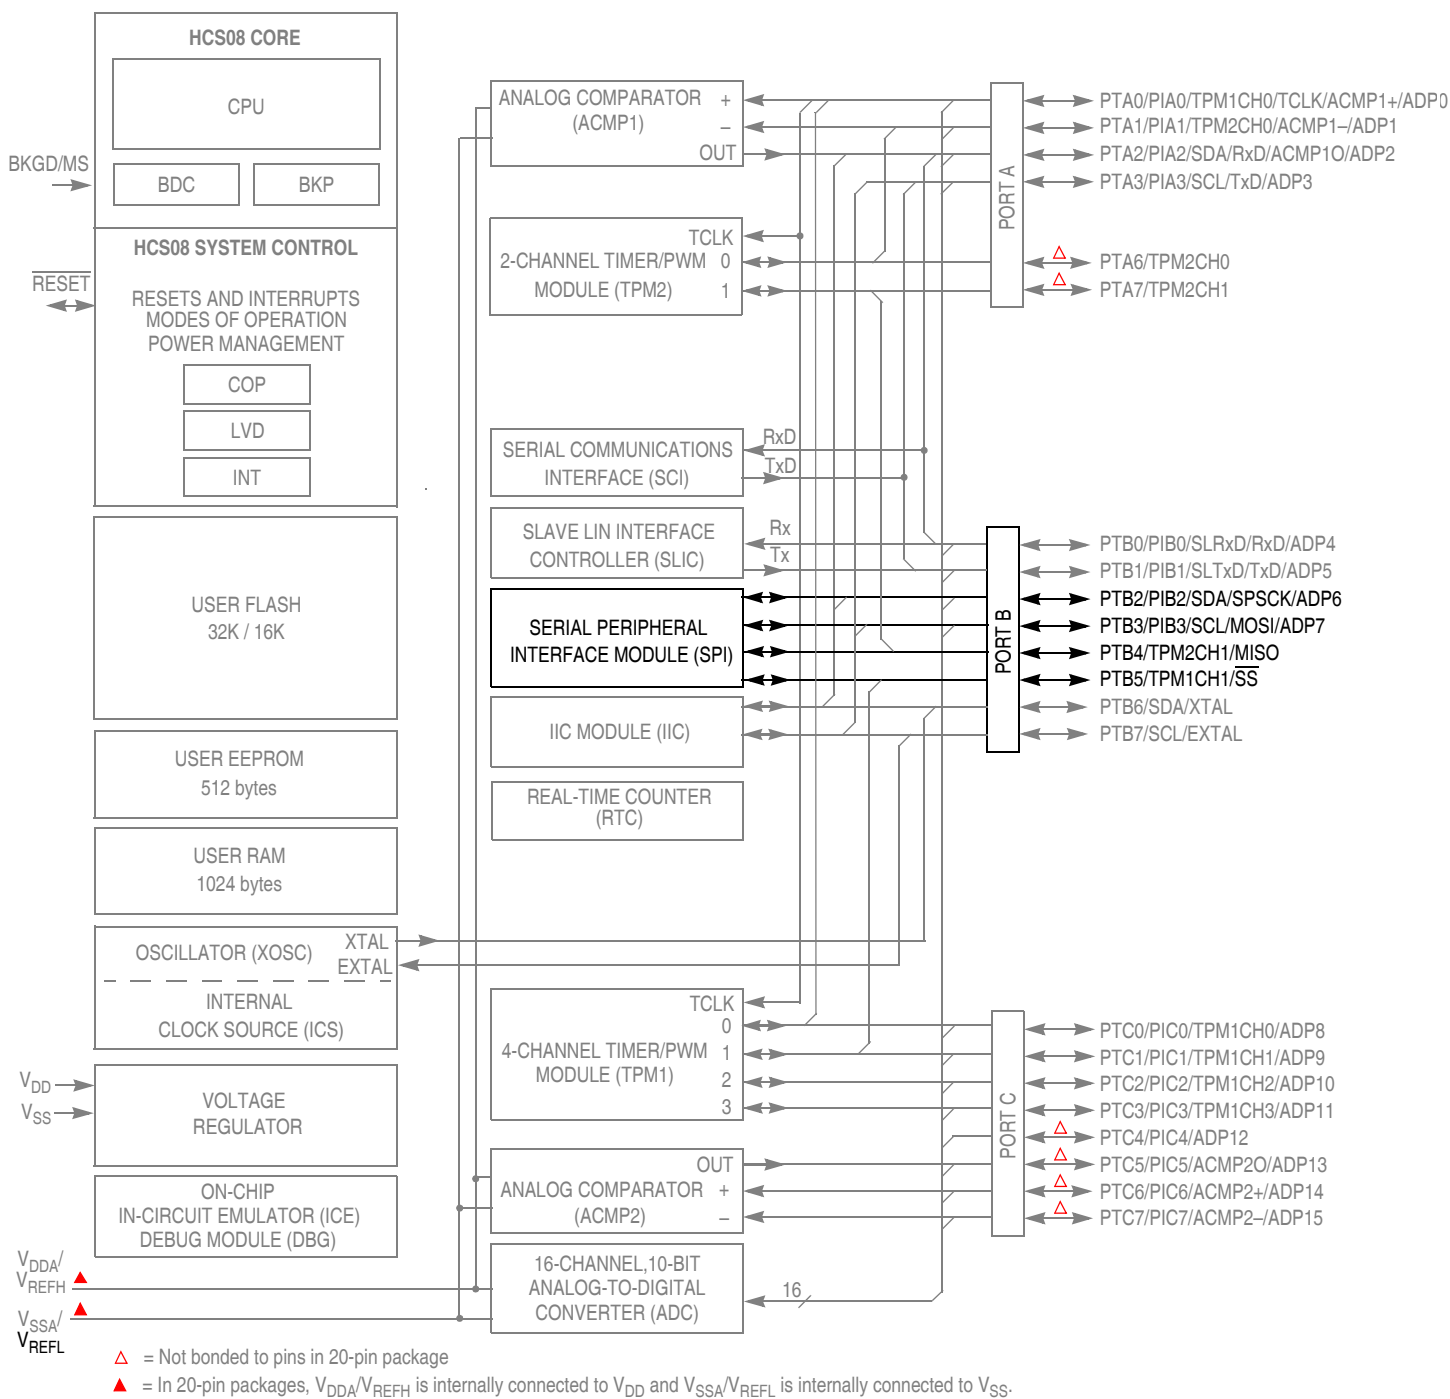 HCS08 CORE
CPU
BKGD/MS
BDC
BKP
HCS08 SYSTEM CONTROL
RESET
RESETS AND INTERRUPTS
MODES OF OPERATION
POWER MANAGEMENT
COP
LVD
INT
USER FLASH
32K / 16K
USER EEPROM
512 bytes
USER RAM
1024 bytes
OSCILLATOR (XOSC)
XTAL
EXTAL
INTERNAL
CLOCK SOURCE (ICS)
VDD
VSS
VOLTAGE
REGULATOR
ON-CHIP
IN-CIRCUIT EMULATOR (ICE)
DEBUG MODULE (DBG)
VDDA/
VREFH
VSSA/
VREFL
ANALOG COMPARATOR +
(ACMP1) –
OUT
TCLK
2-CHANNEL TIMER/PWM 0
MODULE (TPM2) 1
SERIAL COMMUNICATIONS
INTERFACE (SCI)
RxD
TxD
SLAVE LIN INTERFACE
CONTROLLER (SLIC)
Rx
Tx
SERIAL PERIPHERAL
INTERFACE MODULE (SPI)
IIC MODULE (IIC)
REAL-TIME COUNTER
(RTC)
TCLK
0
4-CHANNEL TIMER/PWM 1
MODULE (TPM1)
2
3
OUT
ANALOG COMPARATOR +
(ACMP2) –
16-CHANNEL,10-BIT
ANALOG-TO-DIGITAL
CONVERTER (ADC)
16
PORT A
PTA0/PIA0/TPM1CH0/TCLK/ACMP1+/ADP0
PTA1/PIA1/TPM2CH0/ACMP1–/ADP1
PTA2/PIA2/SDA/RxD/ACMP1O/ADP2
PTA3/PIA3/SCL/TxD/ADP3
PTA6/TPM2CH0
PTA7/TPM2CH1
PORT B
PTB0/PIB0/SLRxD/RxD/ADP4
PTB1/PIB1/SLTxD/TxD/ADP5
PTB2/PIB2/SDA/SPSCK/ADP6
PTB3/PIB3/SCL/MOSI/ADP7
PTB4/TPM2CH1/MISO
PTB5/TPM1CH1/SS
PTB6/SDA/XTAL
PTB7/SCL/EXTAL
PORT C
PTC0/PIC0/TPM1CH0/ADP8
PTC1/PIC1/TPM1CH1/ADP9
PTC2/PIC2/TPM1CH2/ADP10
PTC3/PIC3/TPM1CH3/ADP11
PTC4/PIC4/ADP12
PTC5/PIC5/ACMP2O/ADP13
PTC6/PIC6/ACMP2+/ADP14
PTC7/PIC7/ACMP2–/ADP15
△ = Not bonded to pins in 20-pin package
▲ = In 20-pin packages, VDDA/VREFH is internally connected to VDD and VSSA/VREFL is internally connected to VSS.